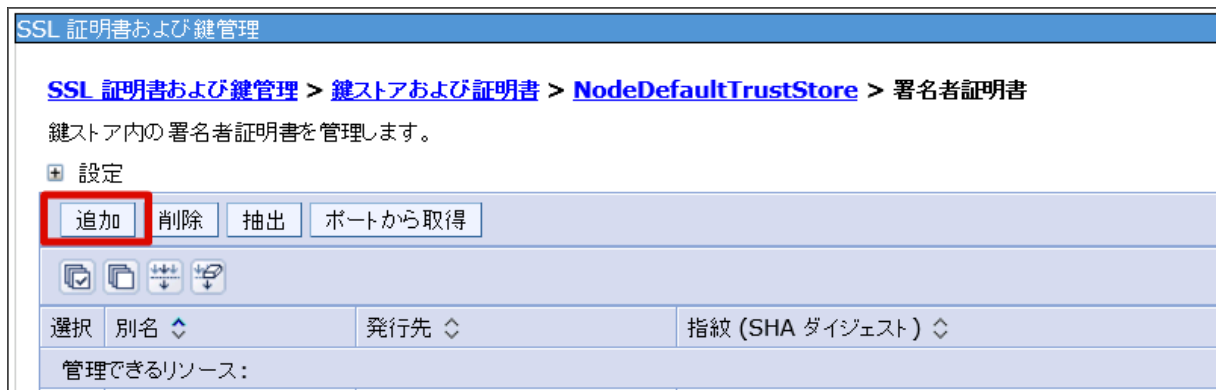 SSL 証明書および鍵管理
SSL 証明書および鍵管理 > 鍵ストアおよび証明書 > NodeDefaultTrustStore > 署名者証明書
鍵ストア内の署名者証明書を管理します。
設定
追加 削除 抽出 ポートから取得
選択 別名 発行先 指紋 (SHA ダイジェスト)
管理できるリソース: